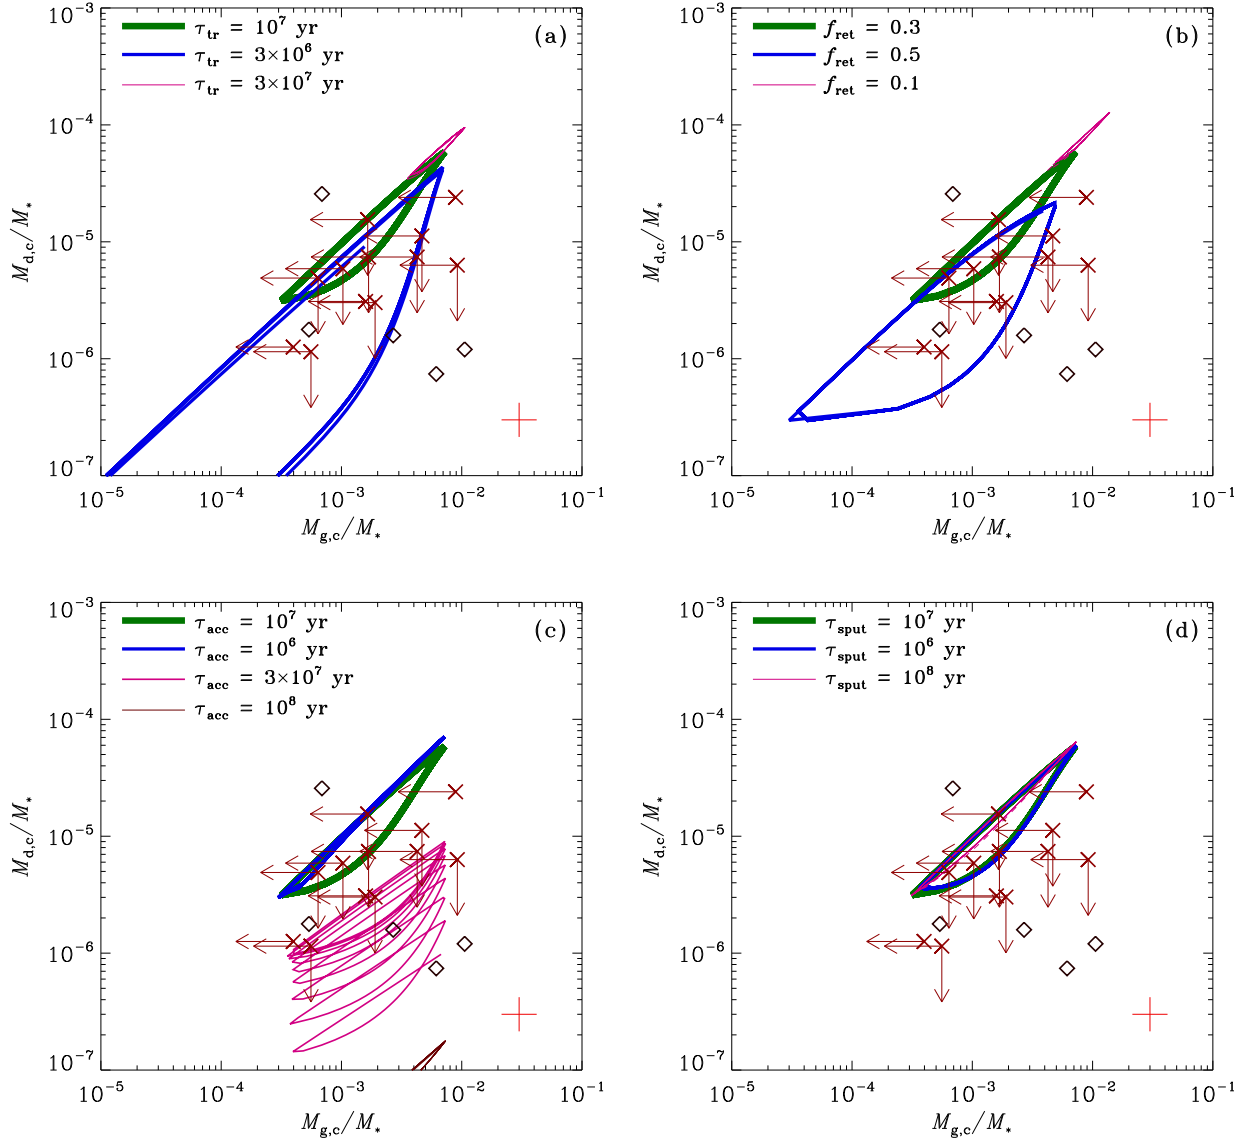 10⁻³
τtr = 10⁷ yr
τtr = 3×10⁶ yr
τtr = 3×10⁷ yr
(a)
10⁻⁴
10⁻⁵
10⁻⁶
10⁻⁷
Md,c/M*
10⁻⁵ 10⁻⁴ 10⁻³ 10⁻² 10⁻¹
Mg,c/M*
10⁻³
fret = 0.3
fret = 0.5
fret = 0.1
(b)
10⁻⁴
10⁻⁵
10⁻⁶
10⁻⁷
Md,c/M*
10⁻⁵ 10⁻⁴ 10⁻³ 10⁻² 10⁻¹
Mg,c/M*
10⁻³
τacc = 10⁷ yr
τacc = 10⁶ yr
τacc = 3×10⁷ yr
τacc = 10⁸ yr
(c)
10⁻⁴
10⁻⁵
10⁻⁶
10⁻⁷
Md,c/M*
10⁻⁵ 10⁻⁴ 10⁻³ 10⁻² 10⁻¹
Mg,c/M*
10⁻³
τsput = 10⁷ yr
τsput = 10⁶ yr
τsput = 10⁸ yr
(d)
10⁻⁴
10⁻⁵
10⁻⁶
10⁻⁷
Md,c/M*
10⁻⁵ 10⁻⁴ 10⁻³ 10⁻² 10⁻¹
Mg,c/M*